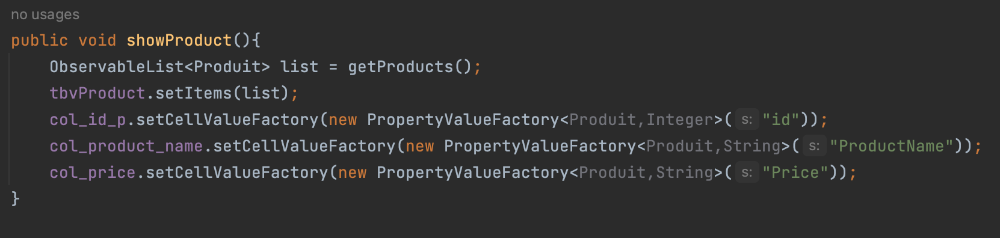 no usages
public void showProduct(){
ObservableList<Produit> list = getProducts();
tbvProduct.setItems(list);
col_id_p.setCellValueFactory(new PropertyValueFactory<Produit,Integer>( s: "id"));
col_product_name.setCellValueFactory(new PropertyValueFactory<Produit,String>( s: "ProductName"));
col_price.setCellValueFactory(new PropertyValueFactory<Produit,String>( s: "Price"));
}